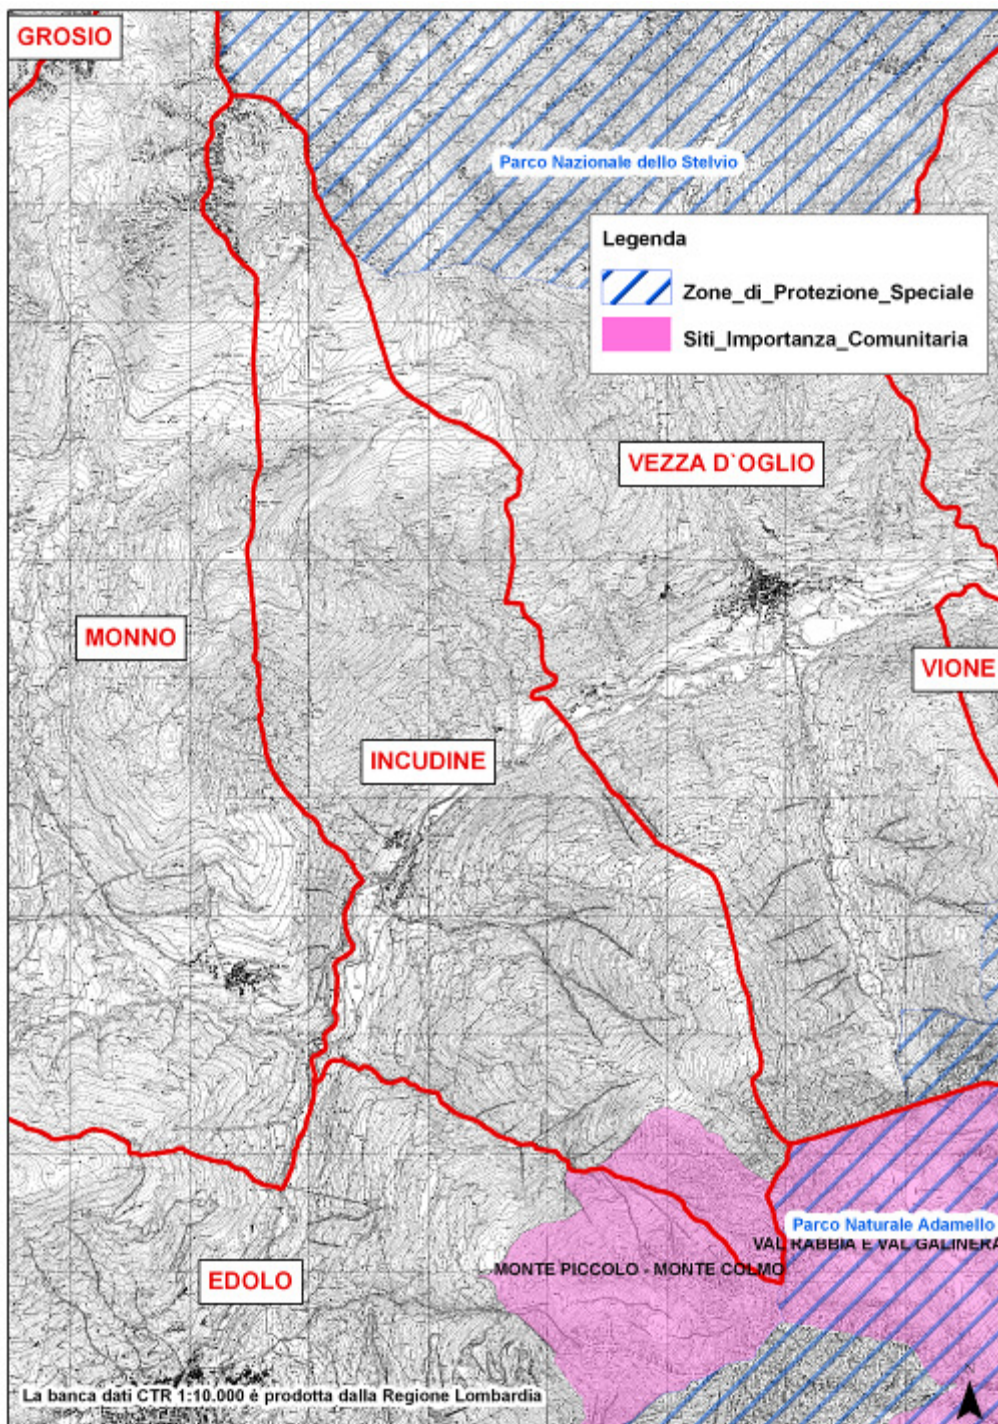 GROSIO
Parco Nazionale dello Stelvio
Legenda
Zone_di_Protezione_Speciale
Siti_Importanza_Comunitaria
VEZZA D`OGLIO
MONNO
VIONE
INCUDINE
Parco Naturale Adamello
VAL RABBIA E VAL GALINERA
MONTE PICCOLO - MONTE COLMO
EDOLO
La banca dati CTR 1:10.000 è prodotta dalla Regione Lombardia